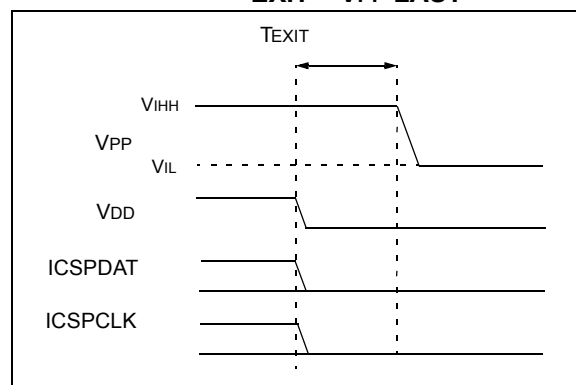 EXIT – VPP LAST
TEXIT
VIHH
VPP
VIL
VDD
ICSPDAT
ICSPCLK